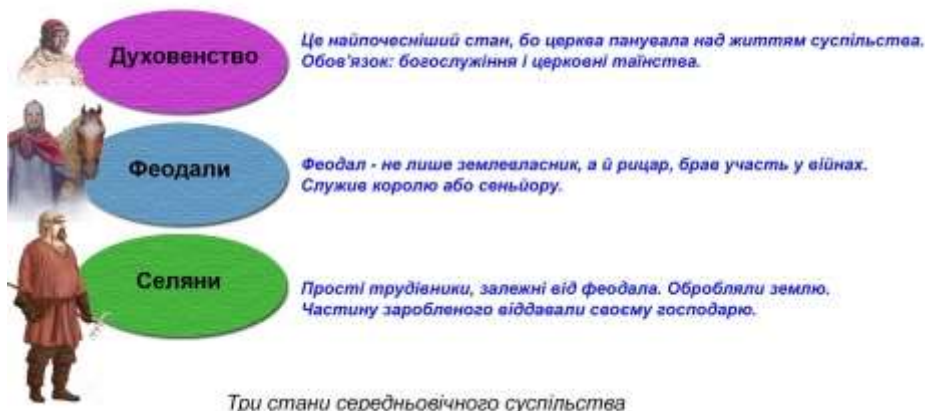 Духовенство
Це найпочесніший стан, бо церква панувала над життям суспільства.
Обов'язок: богослужіння і церковні таїнства.
Феодали
Феодал - не лише землевласник, а й рицар, брав участь у війнах.
Служив королю або сеньйору.
Селяни
Прості трудівники, залежні від феодала. Обробляли землю.
Частину заробленого віддавали своєму господарю.
Три стани середньовічного суспільства